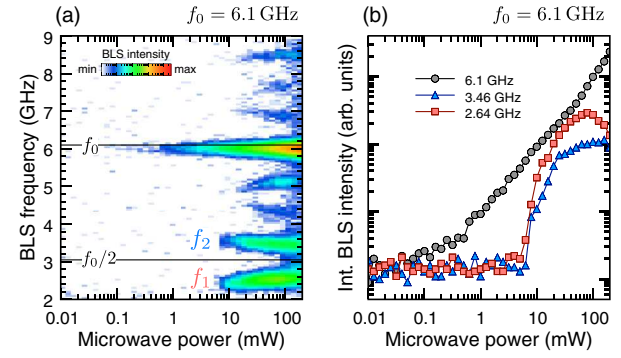 (a)
f₀ = 6.1 GHz
BLS intensity
min
max
f₀
f₂
f₀/2
f₁
9
8
7
6
5
4
3
2
BLS frequency (GHz)
0.01
0.1
1
10
100
Microwave power (mW)
(b)
f₀ = 6.1 GHz
6.1 GHz
3.46 GHz
2.64 GHz
Int. BLS intensity (arb. units)
0.01
0.1
1
10
100
Microwave power (mW)